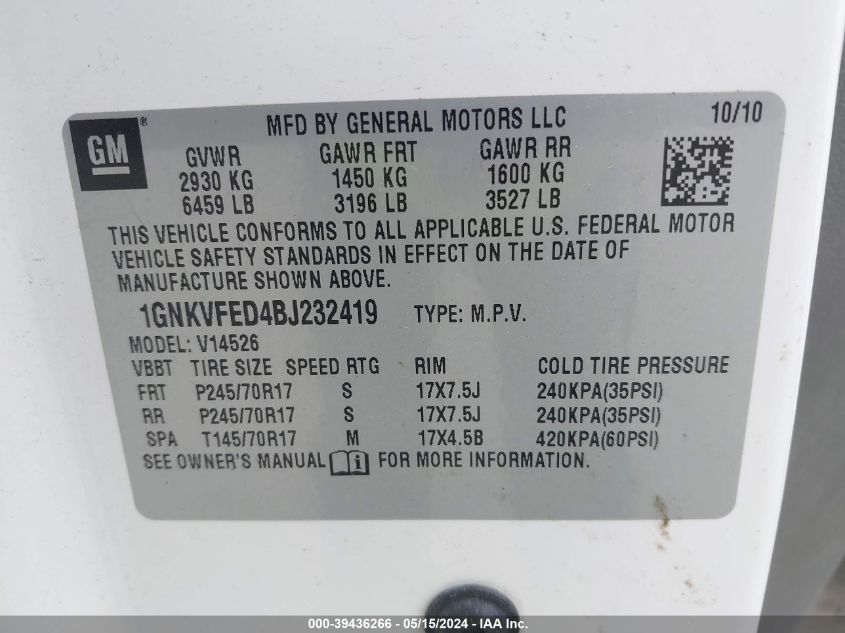 GM®
MFD BY GENERAL MOTORS LLC
10/10
GVWR GAWR FRT GAWR RR
2930 KG 1450 KG 1600 KG
6459 LB 3196 LB 3527 LB
THIS VEHICLE CONFORMS TO ALL APPLICABLE U.S. FEDERAL MOTOR
VEHICLE SAFETY STANDARDS IN EFFECT ON THE DATE OF
MANUFACTURE SHOWN ABOVE.
1GNKVFED4BJ232419 TYPE: M.P.V.
MODEL: V14526
VBBT TIRE SIZE SPEED RTG RIM COLD TIRE PRESSURE
FRT P245/70R17 S 17X7.5J 240KPA(35PSI)
RR P245/70R17 S 17X7.5J 240KPA(35PSI)
SPA T145/70R17 M 17X4.5B 420KPA(60PSI)
SEE OWNER'S MANUAL FOR MORE INFORMATION.
000-39436266 - 05/15/2024 - IAA Inc.